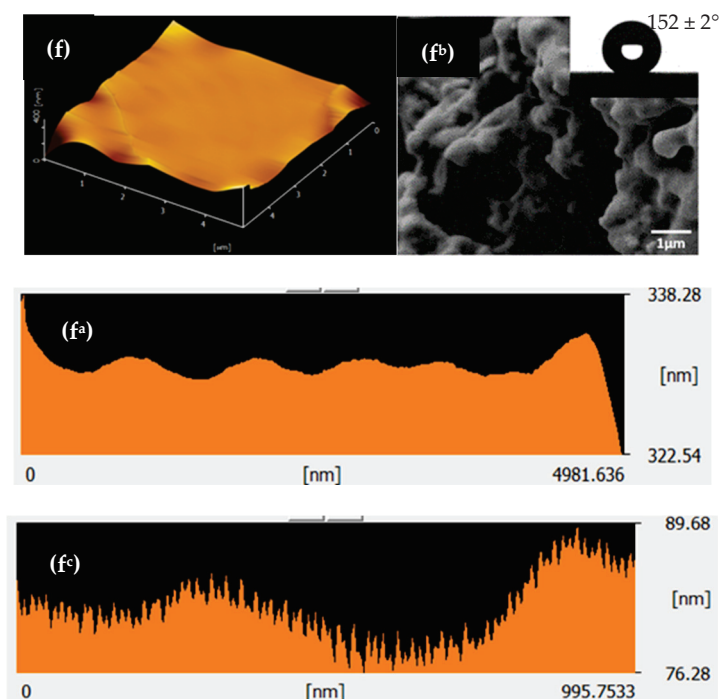 (f)
400 [nm]
0
1
2
3
4
[μm]
4
3
2
1
0
(fᵇ)
152 ± 2°
1μm
(fᵃ)
338.28
[nm]
322.54
0
[nm]
4981.636
(fᶜ)
89.68
[nm]
76.28
0
[nm]
995.7533